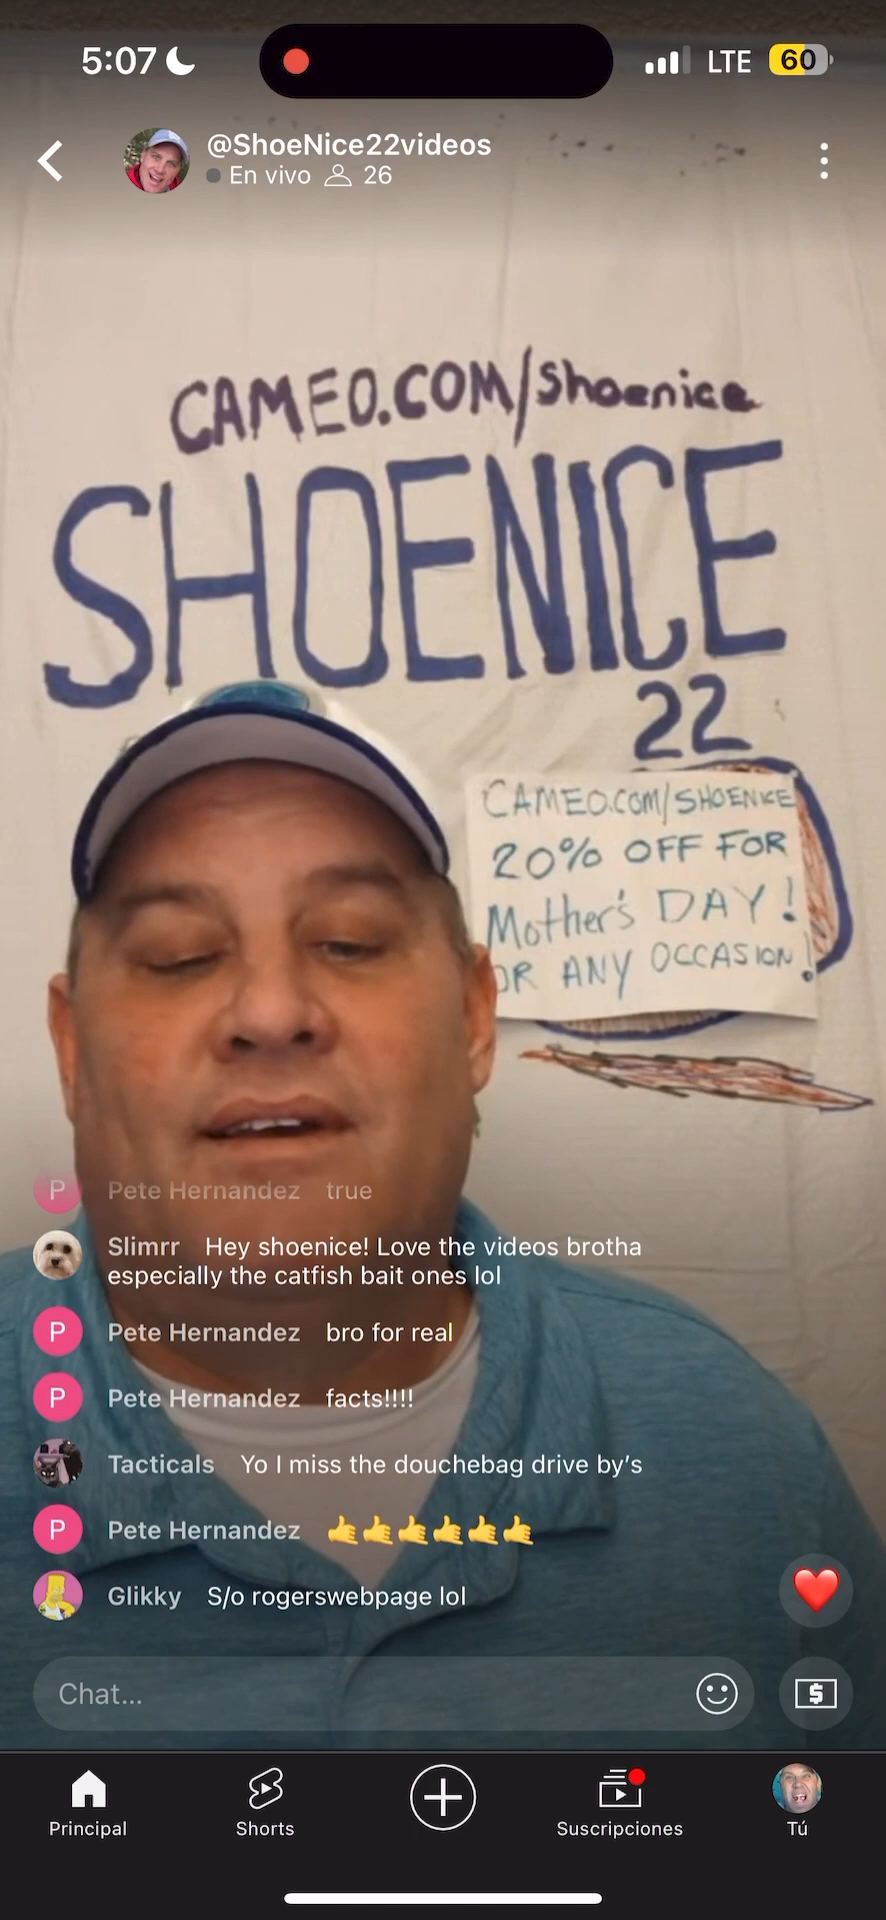 5:07
LTE
60
@ShoeNice22videos
En vivo 26
CAMEO.COM/Shoenice
SHOENICE
22
CAMEO.COM/SHOENICE
20% OFF FOR
Mother's DAY!
OR ANY OCCASION!
P Pete Hernandez true
Slimrr Hey shoenice! Love the videos brotha
especially the catfish bait ones lol
P Pete Hernandez bro for real
P Pete Hernandez facts!!!!
Tacticals Yo I miss the douchebag drive by’s
P Pete Hernandez 🤙🤙🤙🤙🤙🤙
Glikky S/o rogerswebpage lol
Chat...
$
Principal Shorts Suscripciones Tú